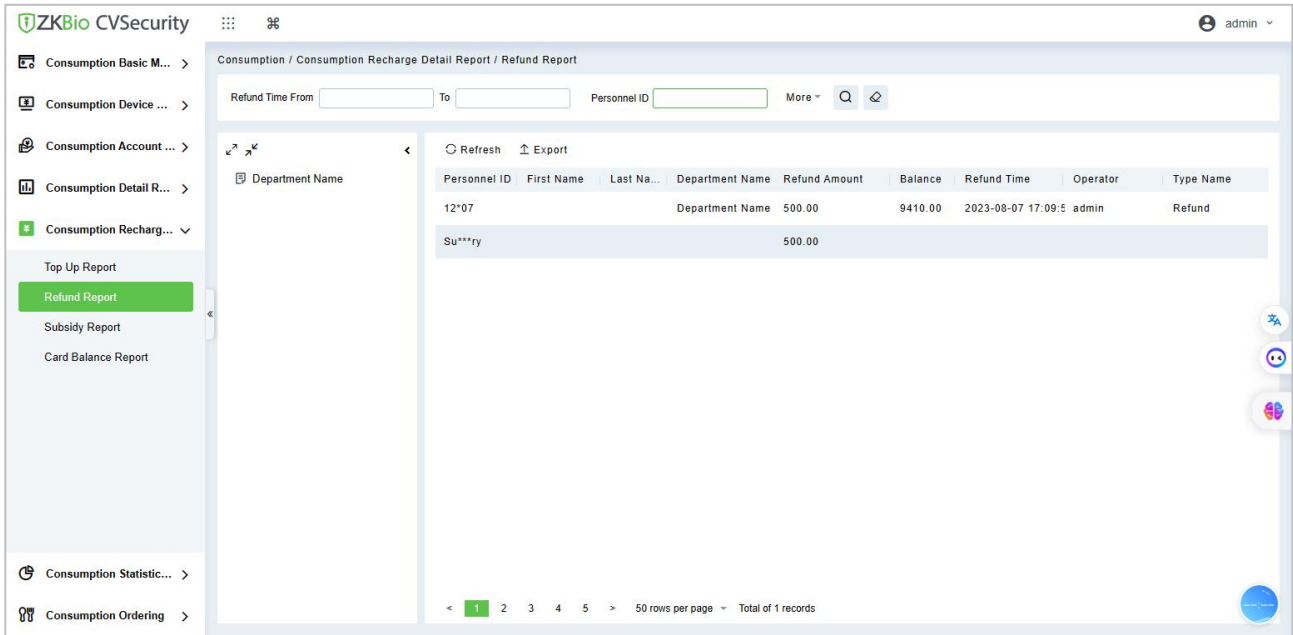 ZKBio CVSecurity
admin
Consumption Basic M...
Consumption Device ...
Consumption Account ...
Consumption Detail R...
Consumption Recharg...
Top Up Report
Refund Report
Subsidy Report
Card Balance Report
Consumption Statistic...
Consumption Ordering
Consumption / Consumption Recharge Detail Report / Refund Report
Refund Time From To Personnel ID More
Department Name
Refresh Export
Personnel ID First Name Last Na... Department Name Refund Amount Balance Refund Time Operator Type Name
12*07 Department Name 500.00 9410.00 2023-08-07 17:09:5 admin Refund
Su***ry 500.00
< 1 2 3 4 5 > 50 rows per page Total of 1 records